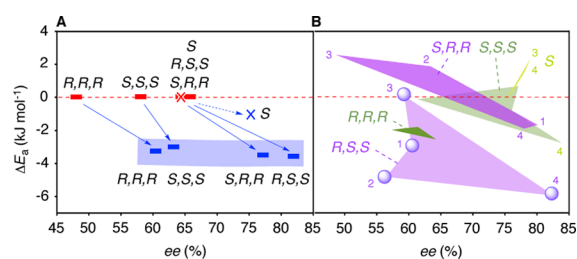 A
B
4
2
0
-2
-4
-6
ΔEa (kJ mol-1)
S
R,S,S
R,R,R
S,S,S
S,R,R
S
R,R,R
S,S,S
S,R,R
R,S,S
45 50 55 60 65 70 75 80 85
ee (%)
3
S,R,R
2
S,S,S
3
4
S
3
R,R,R
1
4
4
R,S,S
1
2
4
50 55 60 65 70 75 80 85
ee (%)